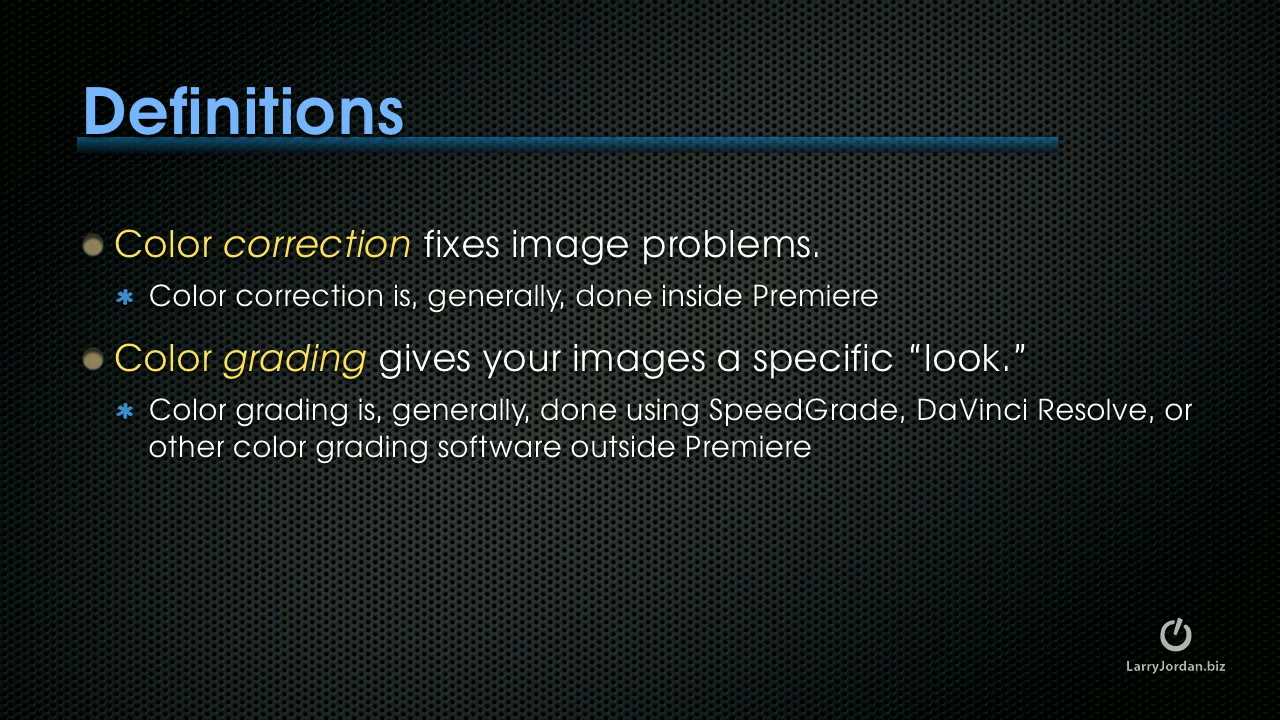 Definitions
Color correction fixes image problems.
Color correction is, generally, done inside Premiere
Color grading gives your images a specific “look.”
Color grading is, generally, done using SpeedGrade, DaVinci Resolve, or
other color grading software outside Premiere
LarryJordan.biz